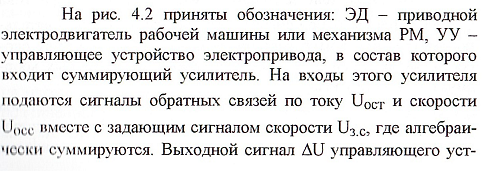 На рис. 4.2 приняты обозначения: ЭД – приводной
электродвигатель рабочей машины или механизма РМ, УУ –
управляющее устройство электропривода, в состав которого
входит суммирующий усилитель. На входы этого усилителя
подаются сигналы обратных связей по току Uост и скорости
Uосс вместе с задающим сигналом скорости Uз.с, где алгебраи-
чески суммируются. Выходной сигнал ΔU управляющего уст-